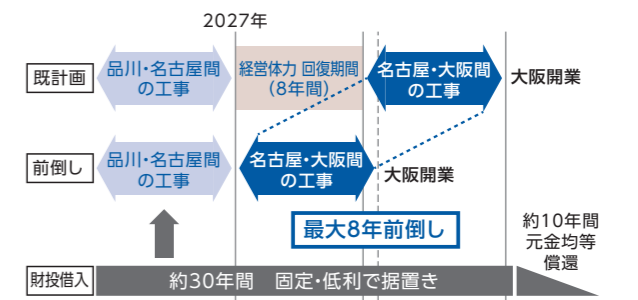 2027年
既計画
品川・名古屋間
の工事
経営体力 回復期間
(8年間)
名古屋・大阪間
の工事
大阪開業
前倒し
品川・名古屋間
の工事
名古屋・大阪間
の工事
大阪開業
最大8年前倒し
約10年間
元金均等
償還
財投借入
約30年間 固定・低利で据置き